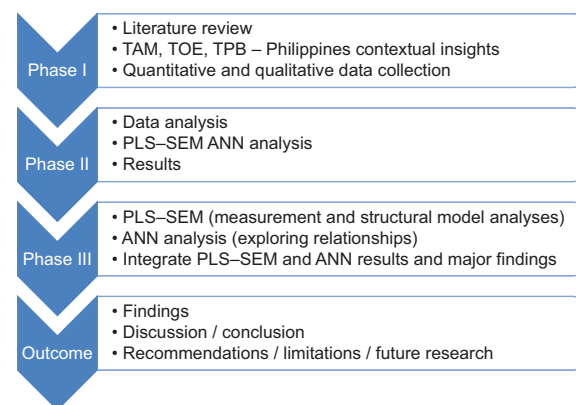 Phase I
• Literature review
• TAM, TOE, TPB – Philippines contextual insights
• Quantitative and qualitative data collection
Phase II
• Data analysis
• PLS–SEM ANN analysis
• Results
Phase III
• PLS–SEM (measurement and structural model analyses)
• ANN analysis (exploring relationships)
• Integrate PLS–SEM and ANN results and major findings
Outcome
• Findings
• Discussion / conclusion
• Recommendations / limitations / future research